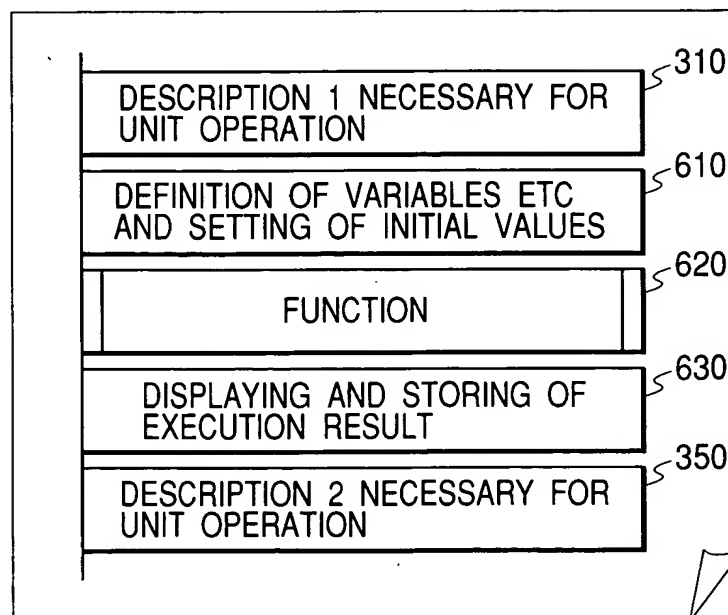 310
DESCRIPTION 1 NECESSARY FOR
UNIT OPERATION
610
DEFINITION OF VARIABLES ETC
AND SETTING OF INITIAL VALUES
620
FUNCTION
630
DISPLAYING AND STORING OF
EXECUTION RESULT
350
DESCRIPTION 2 NECESSARY FOR
UNIT OPERATION